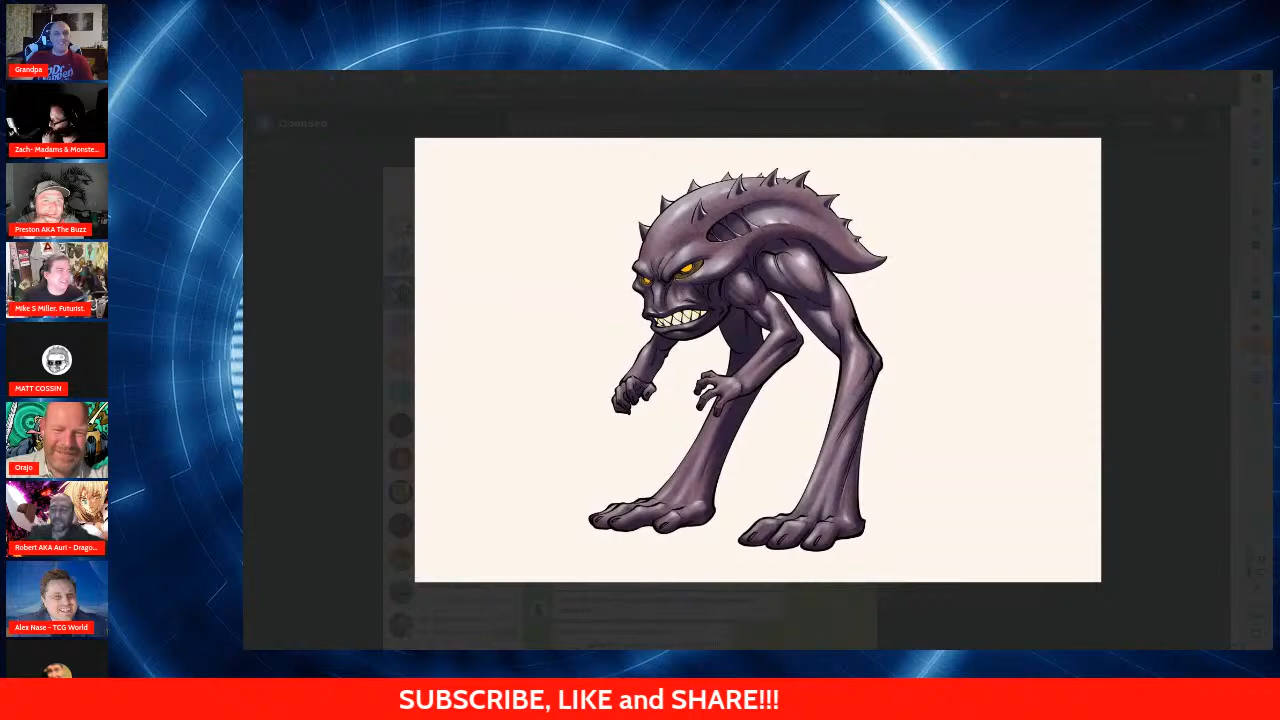 Grandpa
Zach- Madams & Monste...
Preston AKA The Buzz
Mike S Miller. Futurist.
MATT COSSIN
Orajo
Robert AKA Auri - Drago...
Alex Nase - TCG World
SUBSCRIBE, LIKE and SHARE!!!